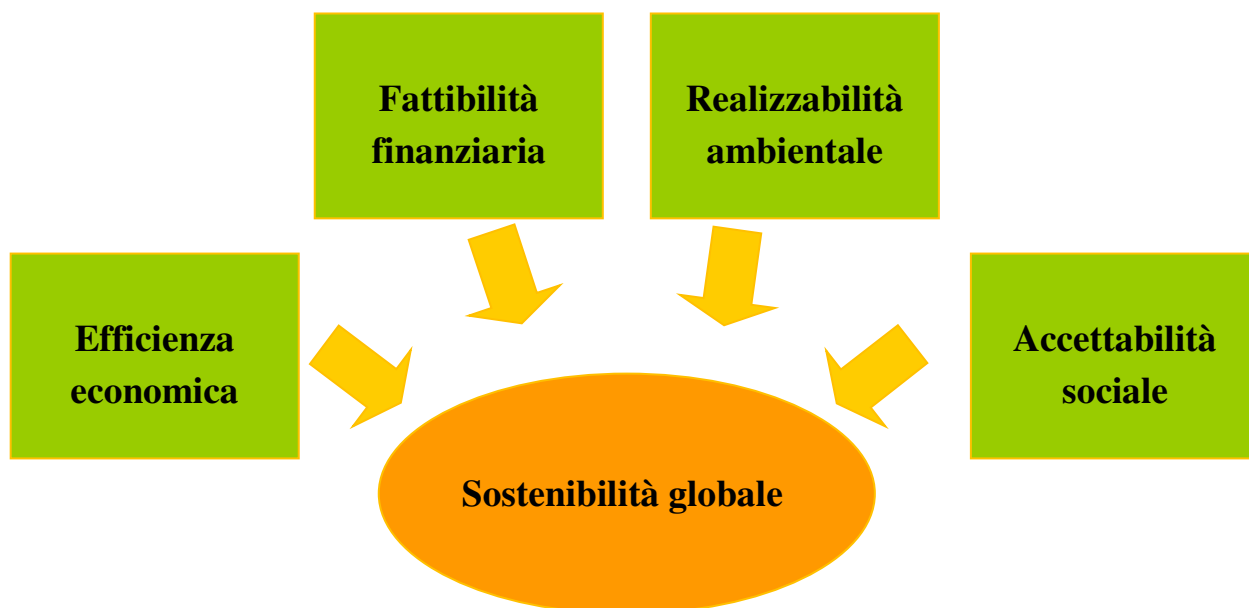 Fattibilità
finanziaria
Realizzabilità
ambientale
Efficienza
economica
Accettabilità
sociale
Sostenibilità globale